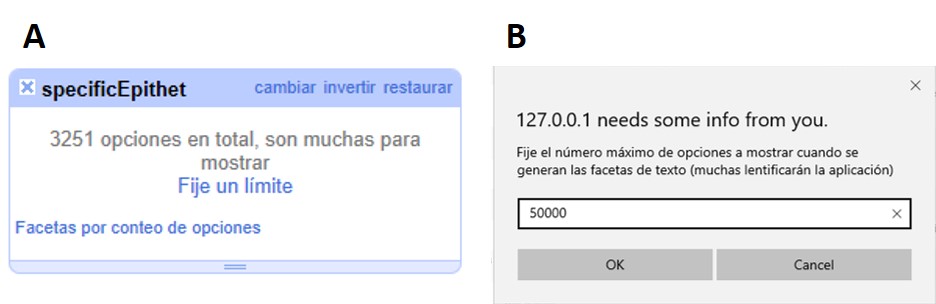 A
specificEpithet cambiar invertir restaurar
3251 opciones en total, son muchas para
mostrar
Fije un límite
Facetas por conteo de opciones
B
127.0.0.1 needs some info from you.
Fije el número máximo de opciones a mostrar cuando se
generan las facetas de texto (muchas lentificarán la aplicación)
50000
OK Cancel